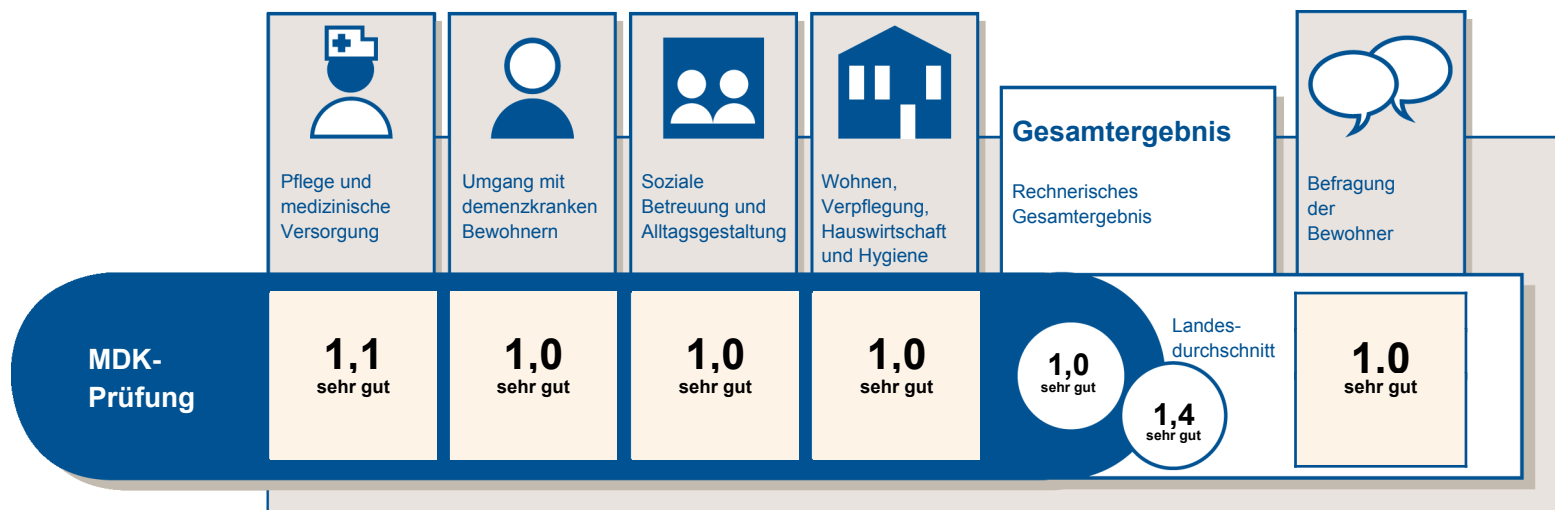 Pflege und
medizinische
Versorgung
Umgang mit
demenzkranken
Bewohnern
Soziale
Betreuung und
Alltagsgestaltung
Wohnen,
Verpflegung,
Hauswirtschaft
und Hygiene
Gesamtergebnis
Rechnerisches
Gesamtergebnis
Befragung
der
Bewohner
MDK-
Prüfung
1,1
sehr gut
1,0
sehr gut
1,0
sehr gut
1,0
sehr gut
1,0
sehr gut
Landes-
durchschnitt
1,4
sehr gut
1.0
sehr gut